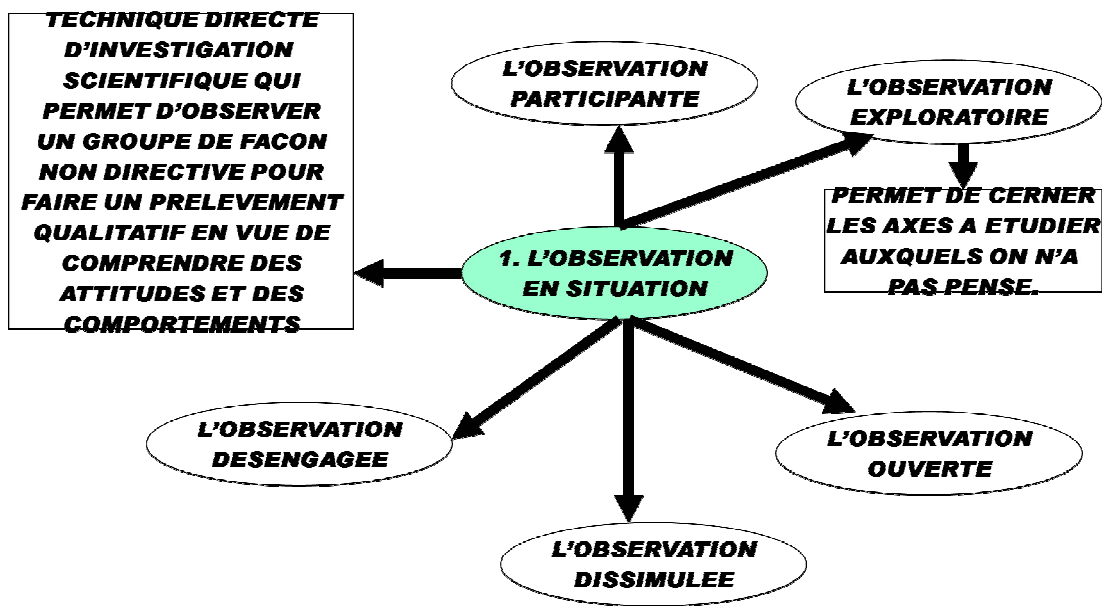 TECHNIQUE DIRECTE
D’INVESTIGATION
SCIENTIFIQUE QUI
PERMET D’OBSERVER
UN GROUPE DE FACON
NON DIRECTIVE POUR
FAIRE UN PRELEVEMENT
QUALITATIF EN VUE DE
COMPRENDRE DES
ATTITUDES ET DES
COMPORTEMENTS
L’OBSERVATION
PARTICIPANTE
L’OBSERVATION
EXPLORATOIRE
PERMET DE CERNER
LES AXES A ETUDIER
AUXQUELS ON N’A
PAS PENSE.
1. L’OBSERVATION
EN SITUATION
L’OBSERVATION
DESENGAGEE
L’OBSERVATION
OUVERTE
L’OBSERVATION
DISSIMULEE